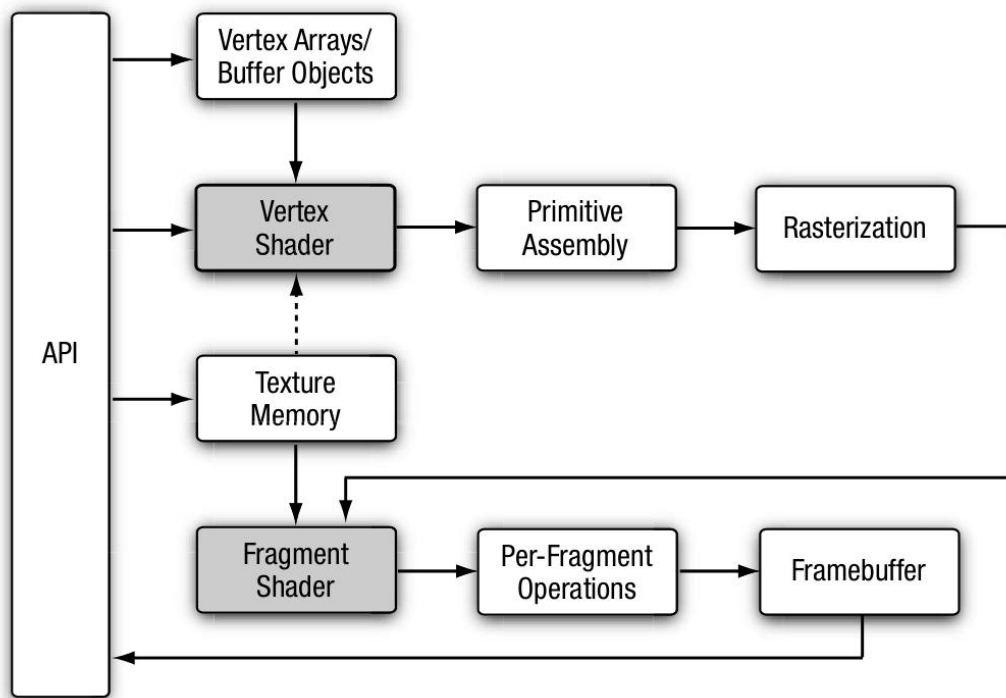 Vertex Arrays/
Buffer Objects
Vertex
Shader
Primitive
Assembly
Rasterization
API
Texture
Memory
Fragment
Shader
Per-Fragment
Operations
Framebuffer